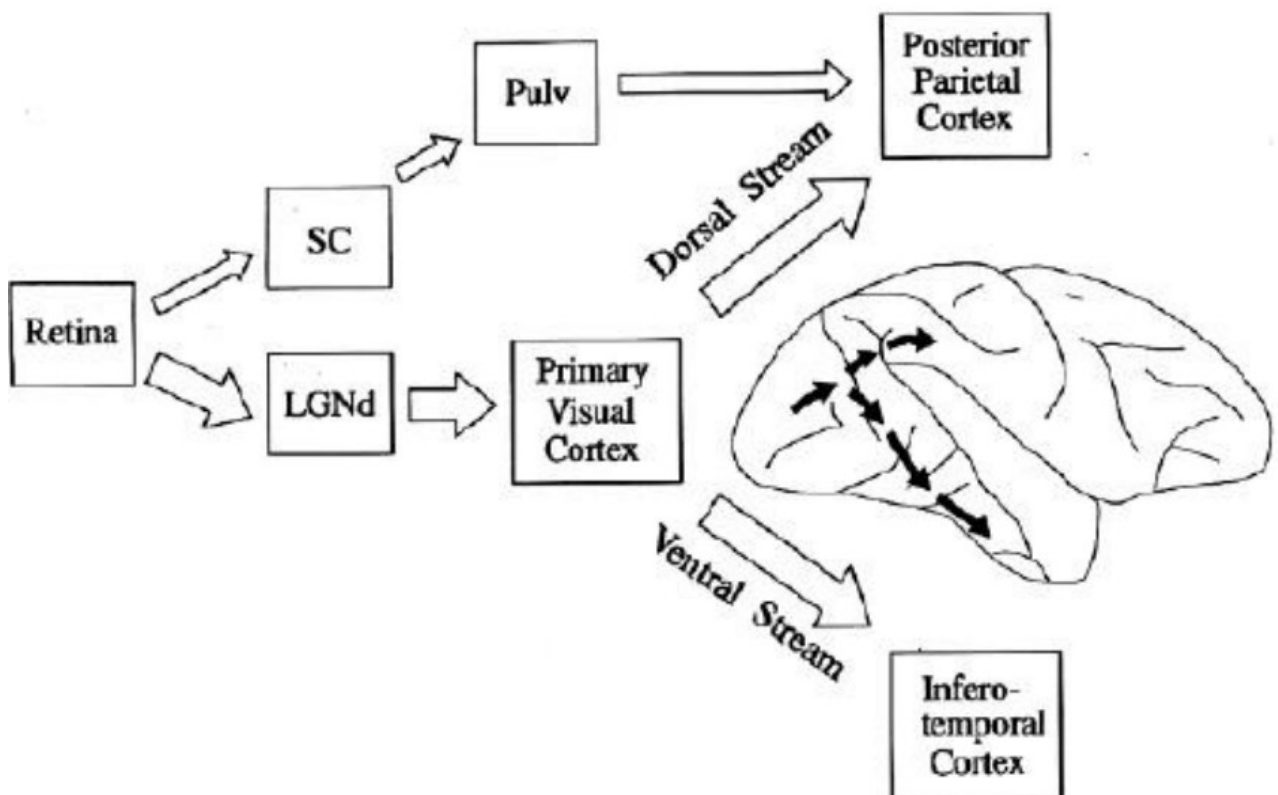 Pulv
Posterior
Parietal
Cortex
SC
Dorsal Stream
Retina
LGNd
Primary
Visual
Cortex
Ventral Stream
Infero-
temporal
Cortex